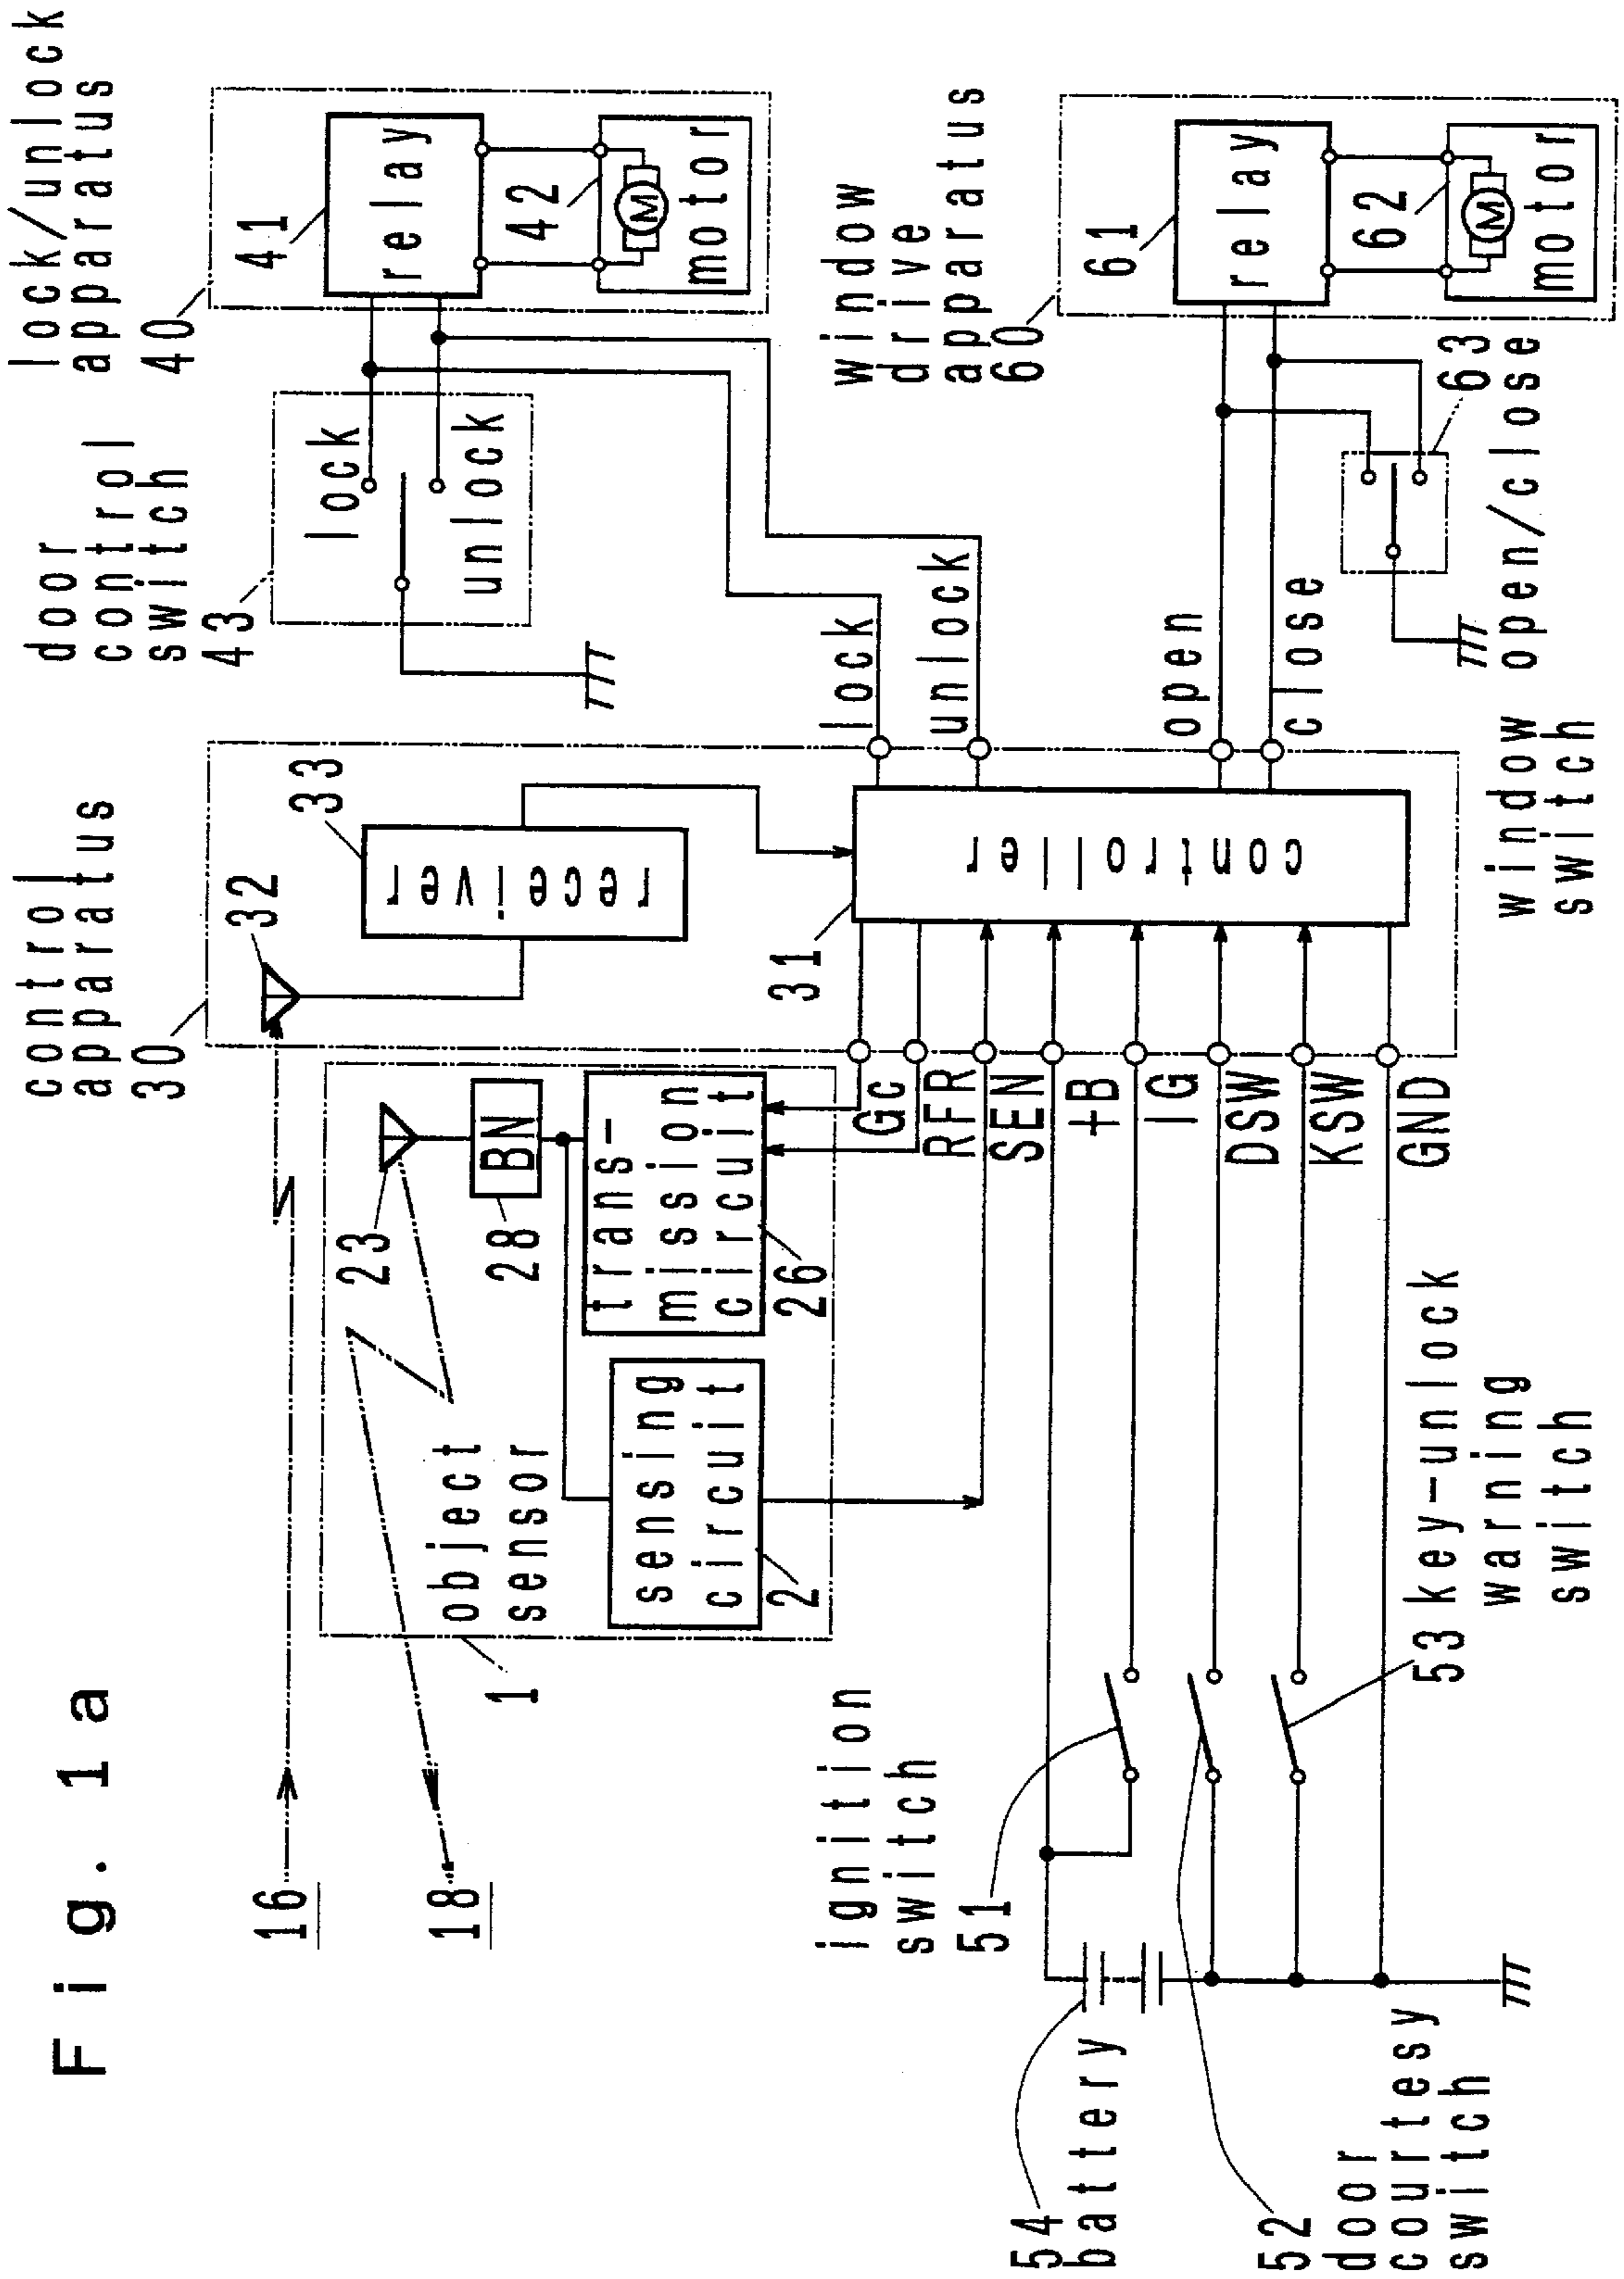 Fig. 1a
control
apparatus
30
door
control
switch
43
lock/unlock
apparatus
40
16
18
32
33
receiver
lock
unlock
41
relay
42
M
motor
23
28
BN
object
sensor
1
trans-
mission
circuit
26
sensing
circuit
2
lock
unlock
window
drive
apparatus
60
31
controller
Gc
RFR
SEN
+B
IG
DSW
KSW
GND
open
close
61
relay
62
M
motor
63
window open/close
switch
ignition
switch
51
54
battery
52
door
courtesy
switch
53 key-unlock
warning
switch